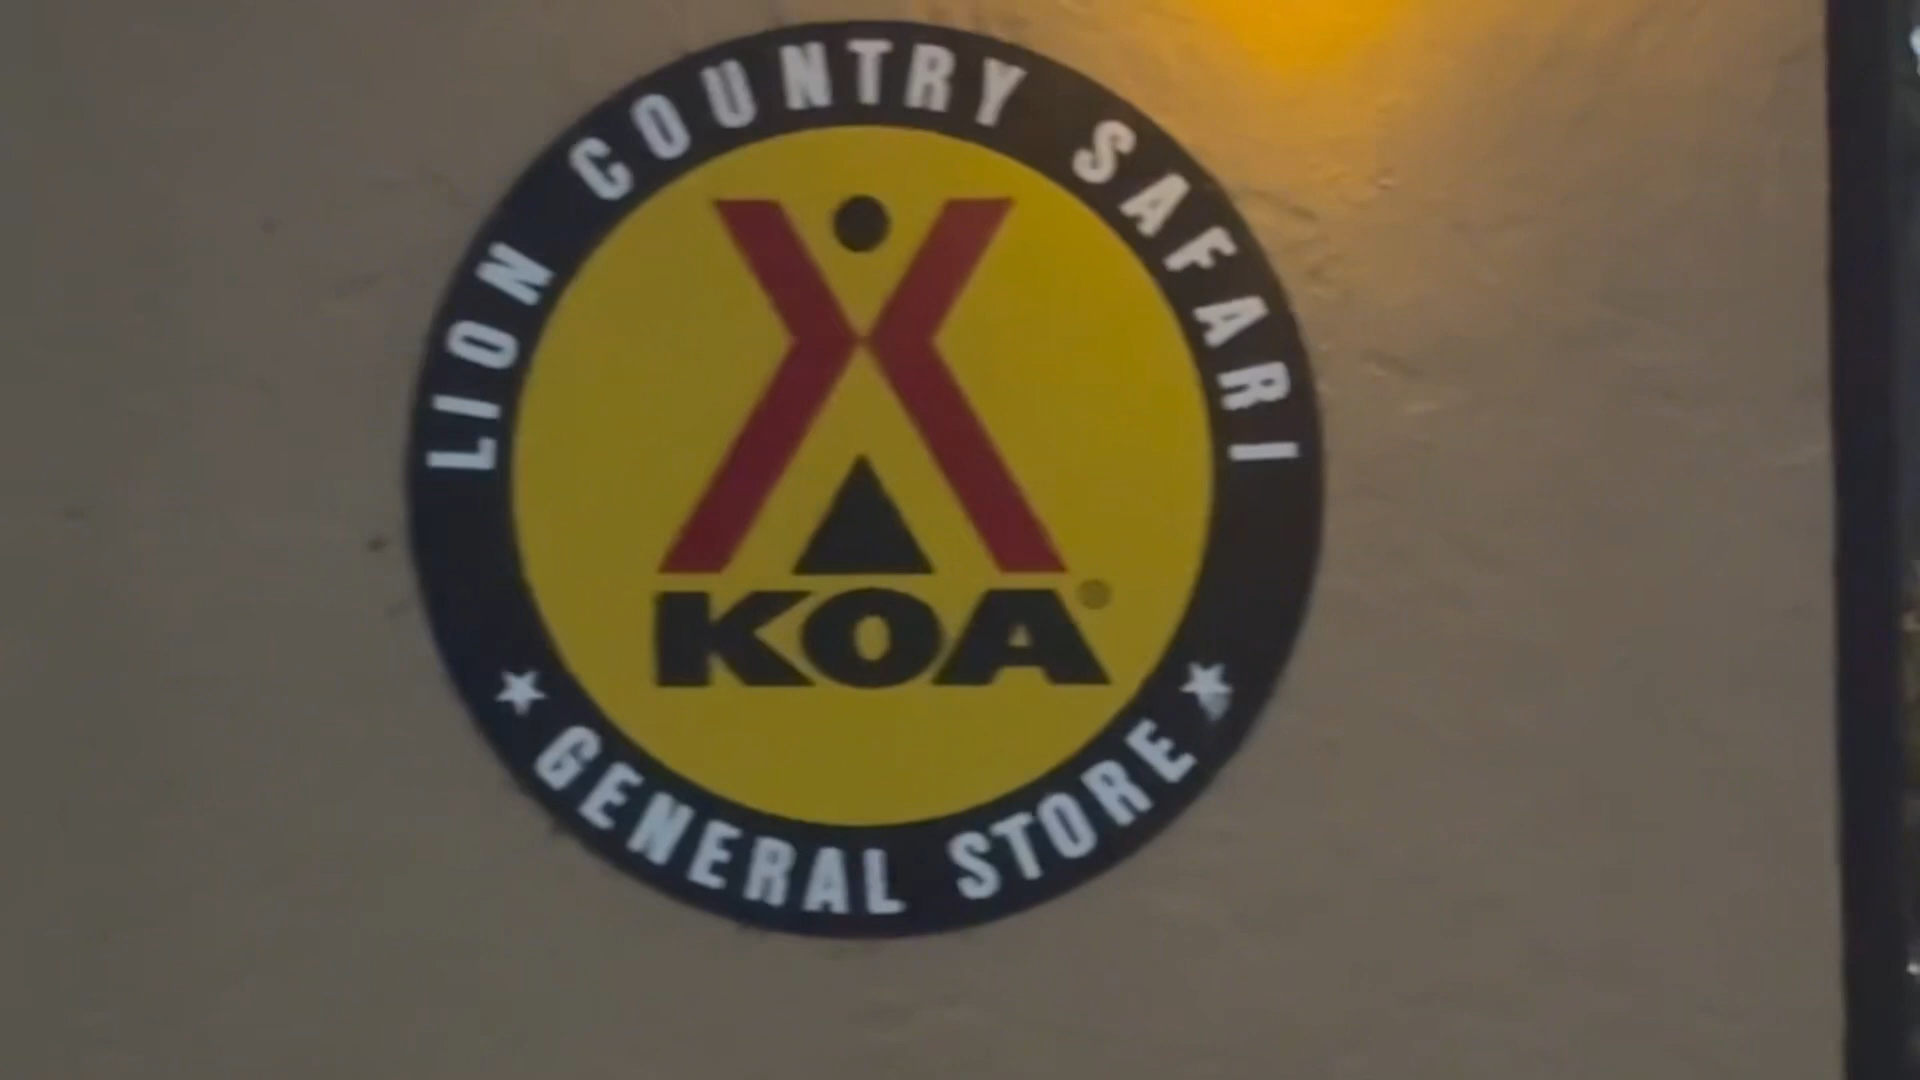 LION COUNTRY SAFARI
KOA®
★ GENERAL STORE ★